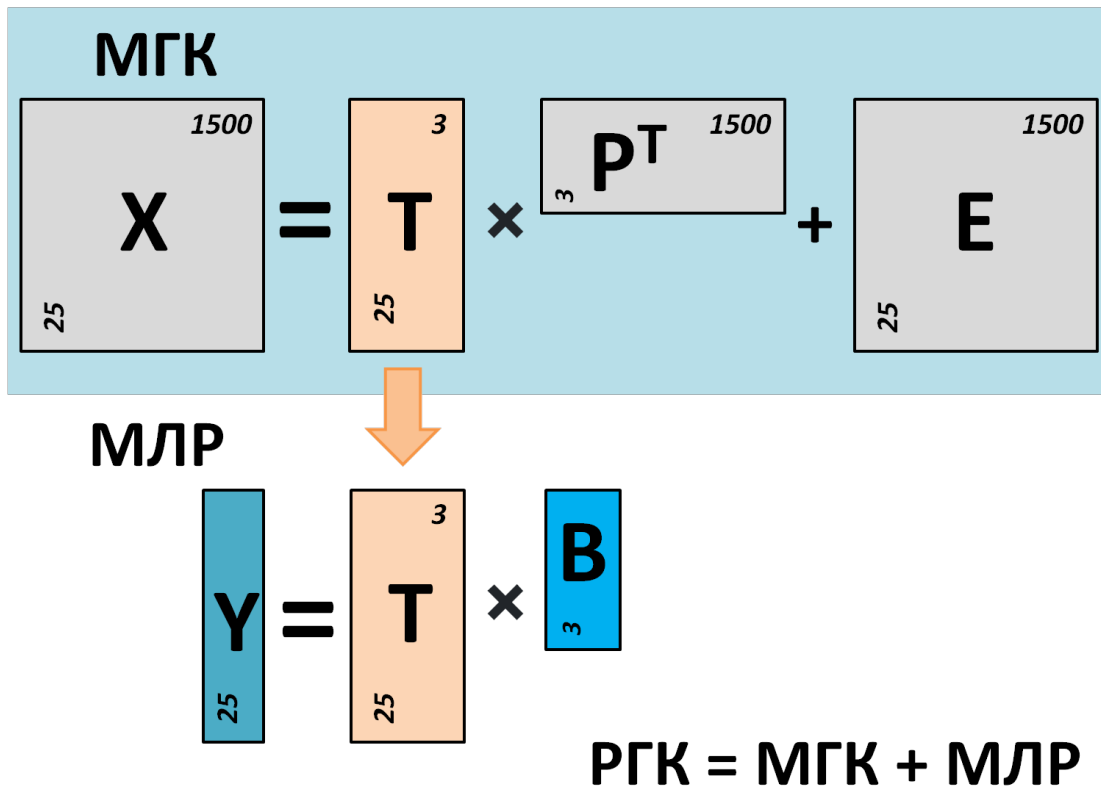 МГК
1500 3 1500 1500
X = T × Pᵀ + E
25 25 3 25
МЛР
3
Y = T × B
25 25 3
РГК = МГК + МЛР